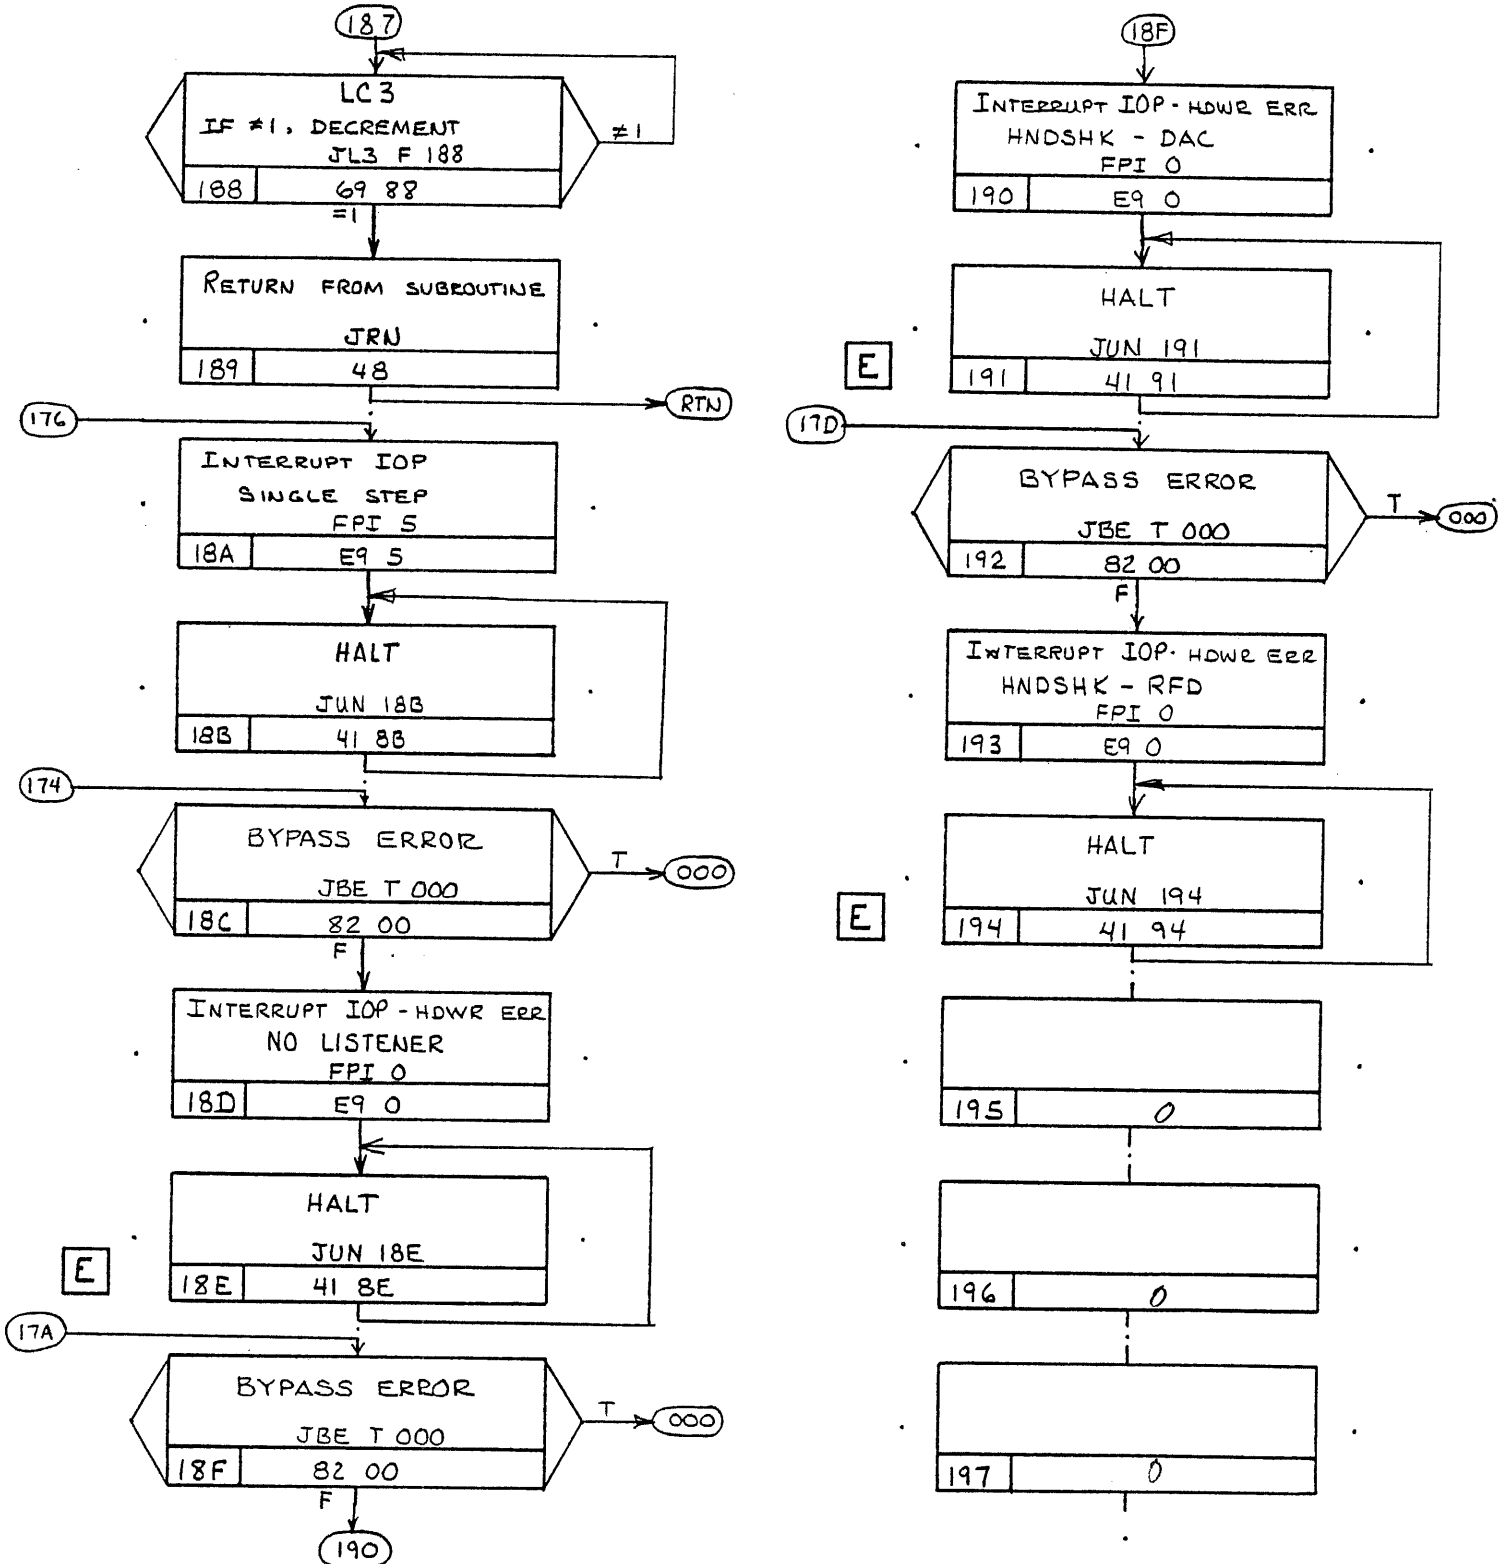 187
LC3
IF ≠1, DECREMENT
JL3 F 188
188 69 88
≠1
=1
RETURN FROM SUBROUTINE
JRN
189 48
RTN
176
INTERRUPT IOP
SINGLE STEP
FPI 5
18A E9 5
HALT
JUN 18B
18B 41 8B
174
BYPASS ERROR
JBE T 000
18C 82 00
T 000
F
INTERRUPT IOP - HDWR ERR
NO LISTENER
FPI 0
18D E9 0
HALT
JUN 18E
E
18E 41 8E
17A
BYPASS ERROR
JBE T 000
18F 82 00
T 000
F
190
18F
INTERRUPT IOP - HDWR ERR
HNDSHK - DAC
FPI 0
190 E9 0
HALT
JUN 191
E
191 41 91
17D
BYPASS ERROR
JBE T 000
192 82 00
T 000
F
INTERRUPT IOP - HDWR ERR
HNDSHK - RFD
FPI 0
193 E9 0
HALT
JUN 194
E
194 41 94
195 0
196 0
197 0